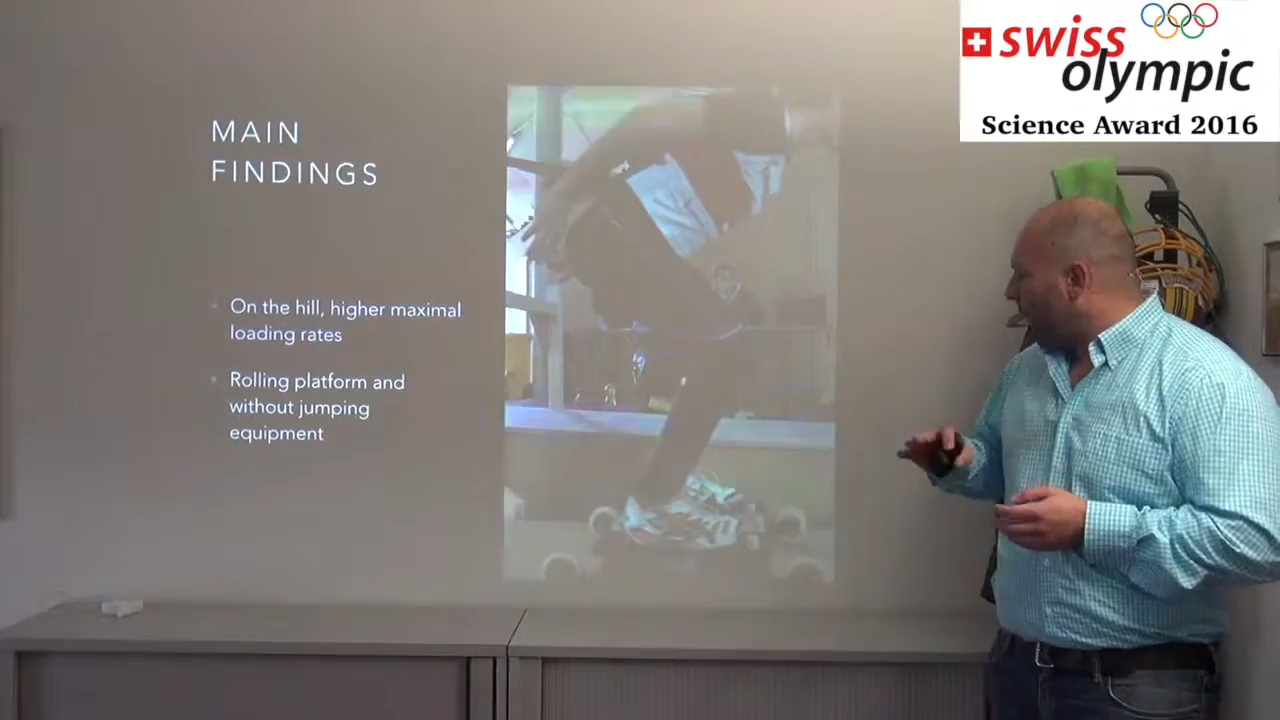 swiss
olympic
Science Award 2016
MAIN
FINDINGS
On the hill, higher maximal
loading rates
Rolling platform and
without jumping
equipment